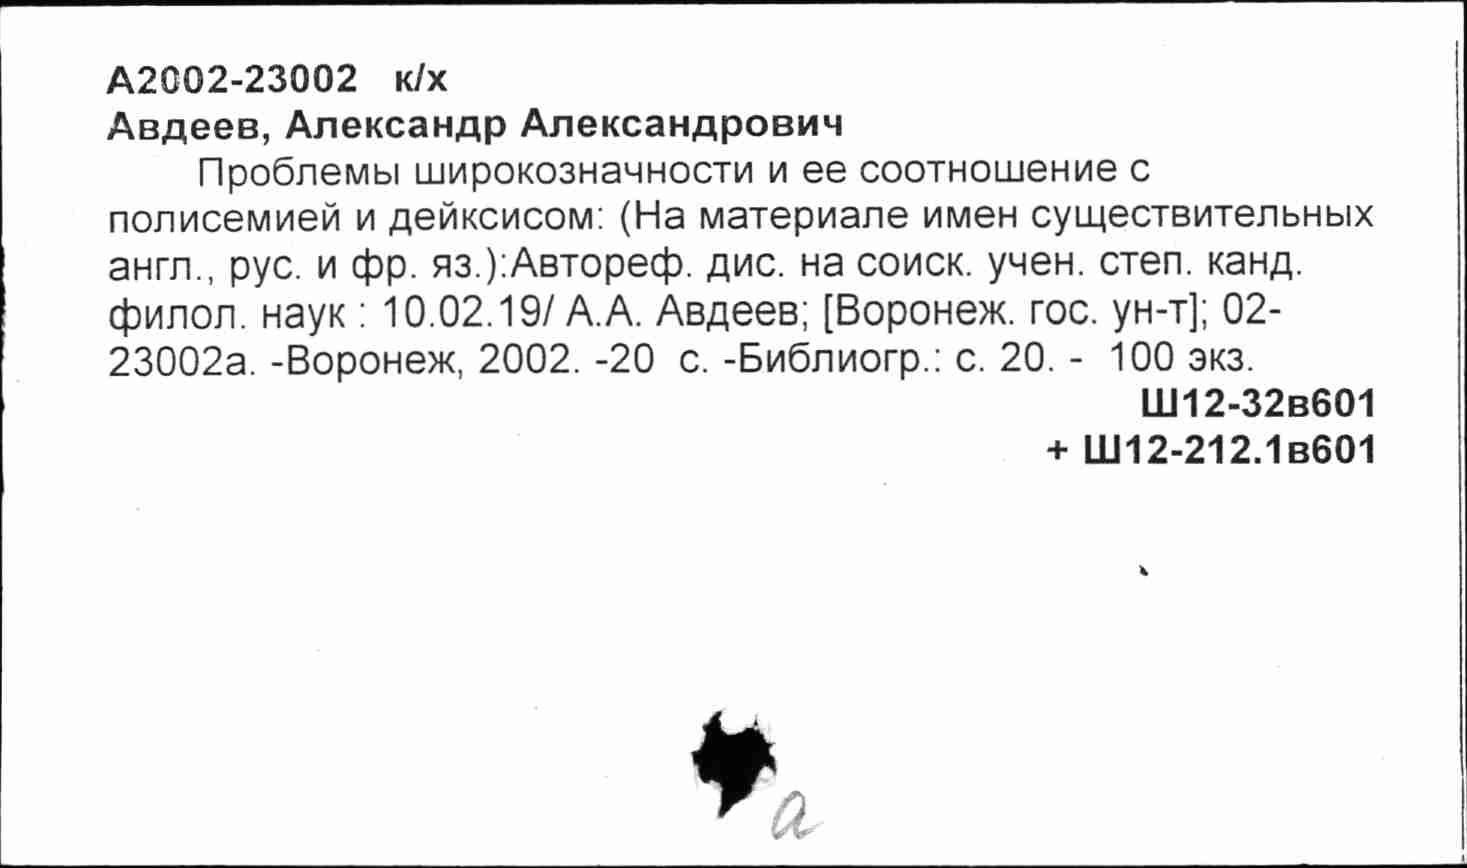 А2002-23002 к/х
Авдеев, Александр Александрович
Проблемы широкозначности и ее соотношение с
полисемией и дейксисом: (На материале имен существительных
англ., рус. и фр. яз.):Автореф. дис. на соиск. учен. степ. канд.
филол. наук : 10.02.19/ А.А. Авдеев; [Воронеж. гос. ун-т]; 02-
23002а. -Воронеж, 2002. -20 с. -Библиогр.: с. 20. - 100 экз.
Ш12-32в601
+ Ш12-212.1в601
а